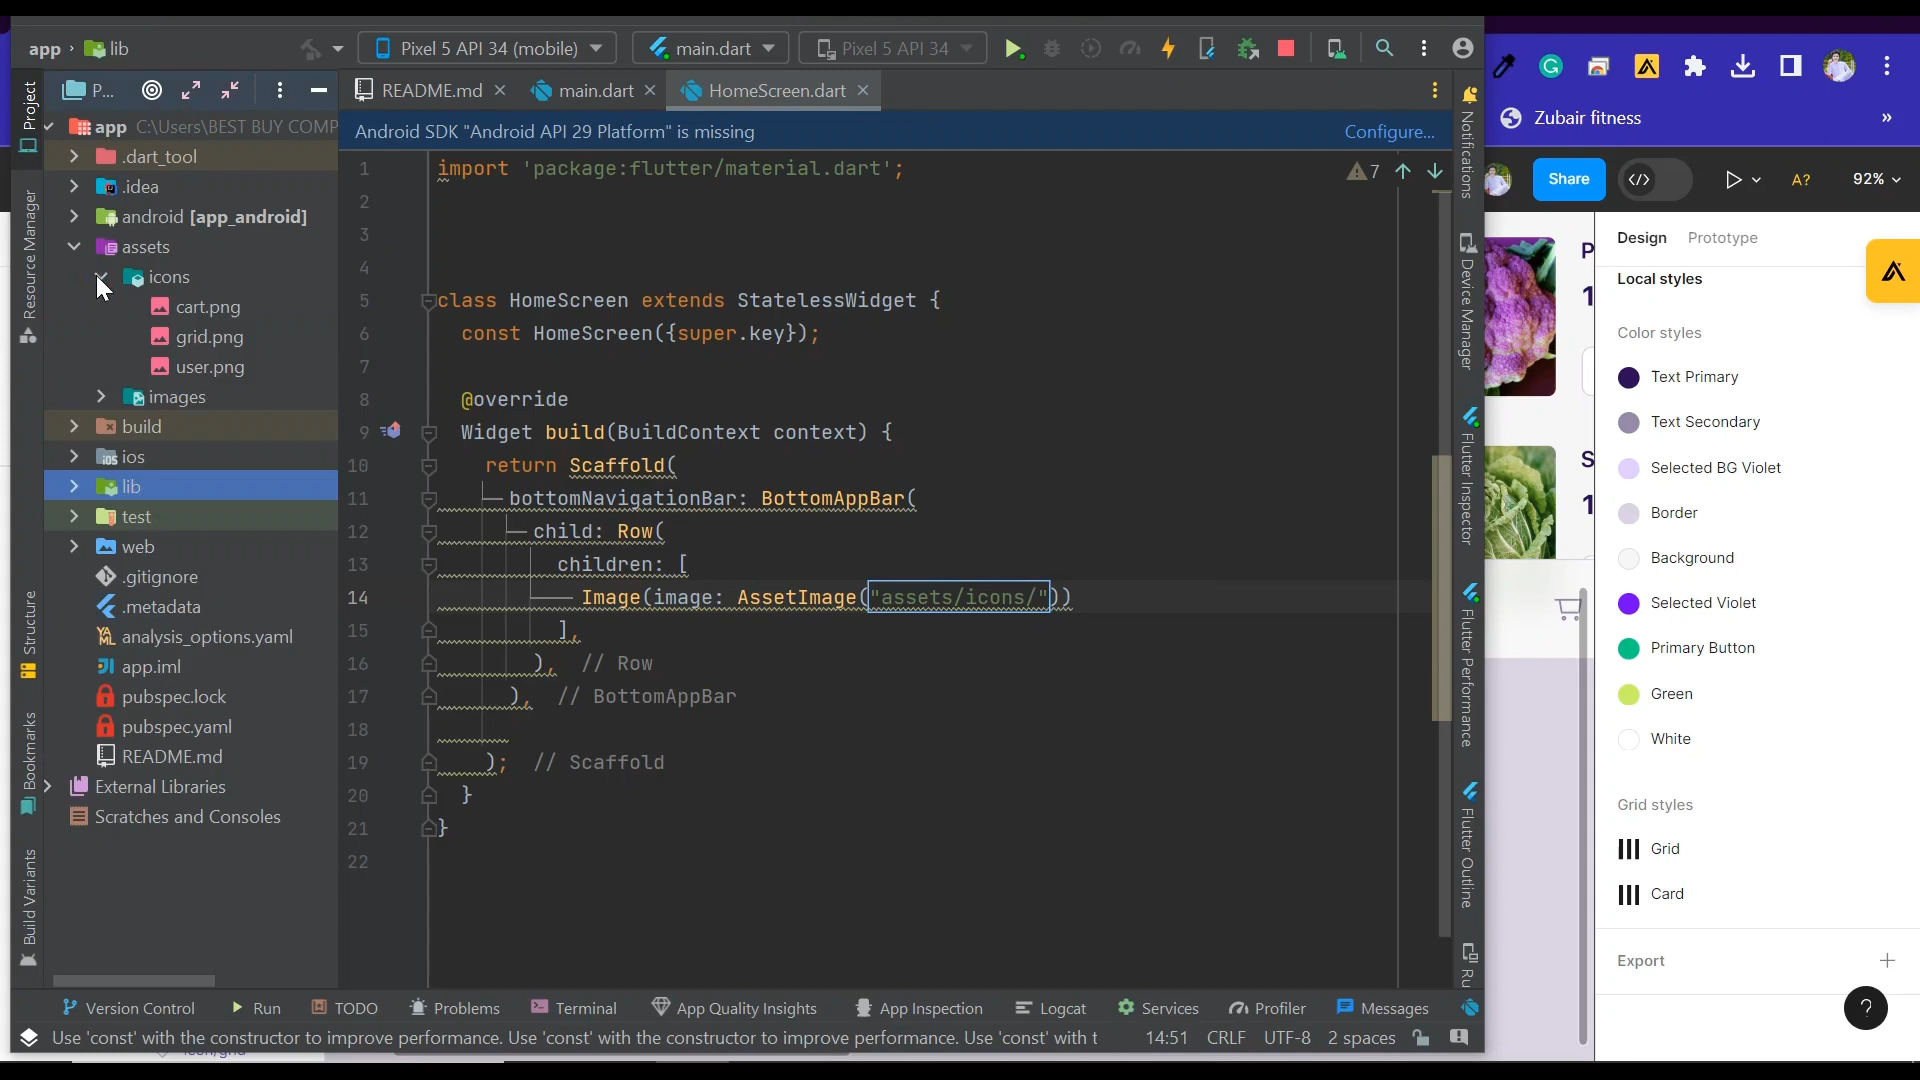 app > lib
Pixel 5 API 34 (mobile)
main.dart
Pixel 5 API 34
P...
README.md
main.dart
HomeScreen.dart
Android SDK "Android API 29 Platform" is missing
Configure...
Project
Resource Manager
Structure
Bookmarks
Build Variants
app C:\Users\BEST BUY COMP
.dart_tool
.idea
android [app_android]
assets
icons
cart.png
grid.png
user.png
images
build
ios
lib
test
web
.gitignore
.metadata
analysis_options.yaml
app.iml
pubspec.lock
pubspec.yaml
README.md
External Libraries
Scratches and Consoles
7
1 import 'package:flutter/material.dart';
2
3
4
5 class HomeScreen extends StatelessWidget {
6 const HomeScreen({super.key});
7
8 @override
9 Widget build(BuildContext context) {
10 return Scaffold(
11 bottomNavigationBar: BottomAppBar(
12 child: Row(
13 children: [
14 Image(image: AssetImage("assets/icons/"))
15 ],
16 ), // Row
17 ), // BottomAppBar
18
19 ); // Scaffold
20 }
21 }
22
Notifications
Device Manager
Flutter Inspector
Flutter Performance
Flutter Outline
Ru
Version Control
Run
TODO
Problems
Terminal
App Quality Insights
App Inspection
Logcat
Services
Profiler
Messages
Use 'const' with the constructor to improve performance. Use 'const' with the constructor to improve performance. Use 'const' with t
14:51 CRLF UTF-8 2 spaces
Zubair fitness
»
Share
</>
A?
92%
P
1
S
1
Design Prototype
Local styles
Color styles
Text Primary
Text Secondary
Selected BG Violet
Border
Background
Selected Violet
Primary Button
Green
White
Grid styles
Grid
Card
Export
?